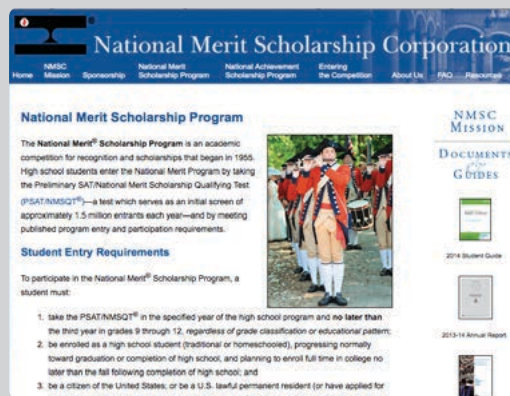 National Merit Scholarship Corporation
NMSC
Mission
Home
Sponsorship
National Merit
Scholarship Program
National Achievement
Scholarship Program
Entering
the Competition
About Us
FAQ
Resources
National Merit Scholarship Program
The National Merit® Scholarship Program is an academic
competition for recognition and scholarships that began in 1955.
High school students enter the National Merit Program by taking
the Preliminary SAT/National Merit Scholarship Qualifying Test
(PSAT/NMSQT®)—a test which serves as an initial screen of
approximately 1.5 million entrants each year—and by meeting
published program entry and participation requirements.
Student Entry Requirements
To participate in the National Merit® Scholarship Program, a
student must:
1. take the PSAT/NMSQT® in the specified year of the high school program and no later than
the third year in grades 9 through 12, regardless of grade classification or educational pattern;
2. be enrolled as a high school student (traditional or homeschooled), progressing normally
toward graduation or completion of high school, and planning to enroll full time in college no
later than the fall following completion of high school; and
3. be a citizen of the United States; or be a U.S. lawful permanent resident (or have applied for
NMSC
MISSION
DOCUMENTS
&
GUIDES
2014 Student Guide
2013-14 Annual Report